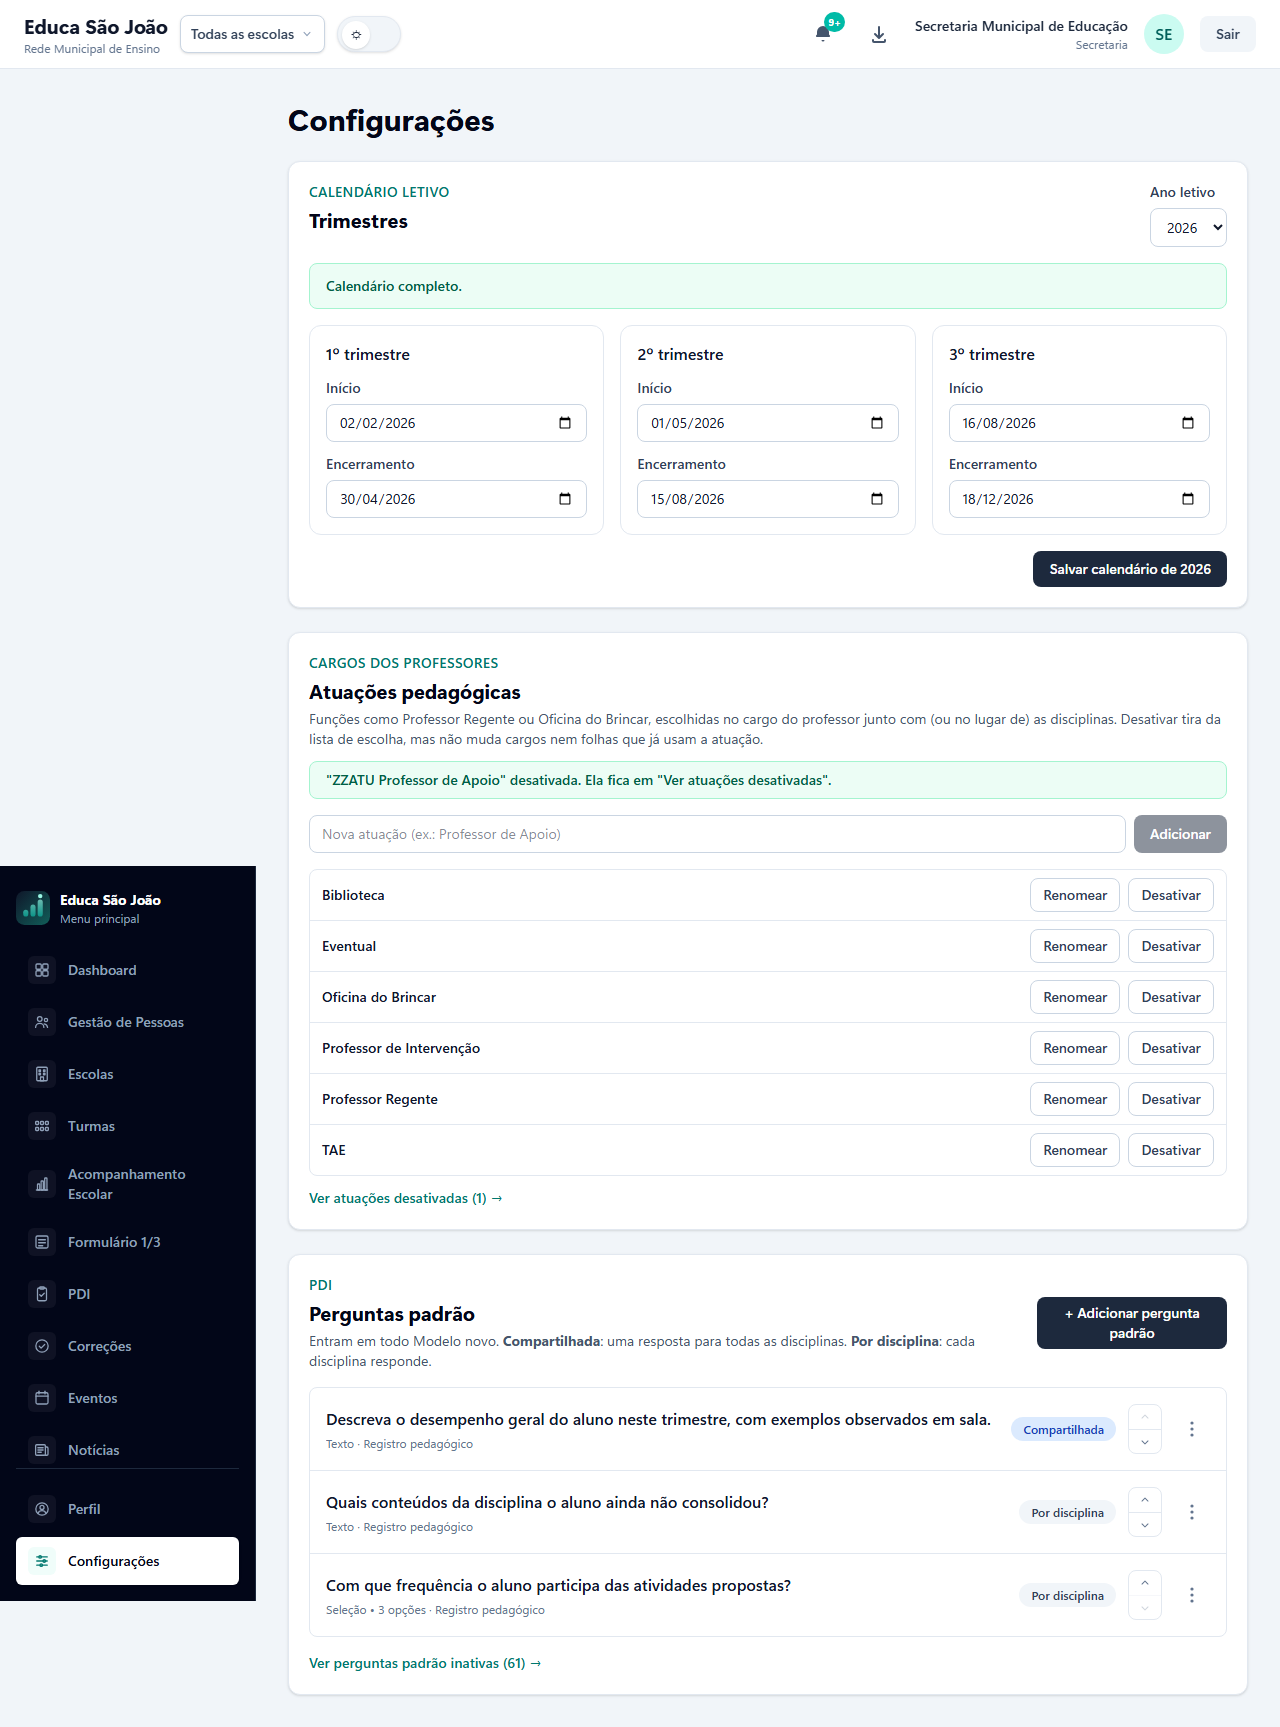 Educa São João
Rede Municipal de Ensino
Todas as escolas
9+
Secretaria Municipal de Educação
Secretaria
SE
Sair
Configurações
CALENDÁRIO LETIVO
Trimestres
Ano letivo
2026
Calendário completo.
1º trimestre
Início
02/02/2026
Encerramento
30/04/2026
2º trimestre
Início
01/05/2026
Encerramento
15/08/2026
3º trimestre
Início
16/08/2026
Encerramento
18/12/2026
Salvar calendário de 2026
CARGOS DOS PROFESSORES
Atuações pedagógicas
Funções como Professor Regente ou Oficina do Brincar, escolhidas no cargo do professor junto com (ou no lugar de) as disciplinas. Desativar tira da
lista de escolha, mas não muda cargos nem folhas que já usam a atuação.
"ZZATU Professor de Apoio" desativada. Ela fica em "Ver atuações desativadas".
Nova atuação (ex.: Professor de Apoio)
Adicionar
Biblioteca
Renomear
Desativar
Eventual
Renomear
Desativar
Oficina do Brincar
Renomear
Desativar
Professor de Intervenção
Renomear
Desativar
Professor Regente
Renomear
Desativar
TAE
Renomear
Desativar
Ver atuações desativadas (1) →
PDI
Perguntas padrão
Entram em todo Modelo novo. Compartilhada: uma resposta para todas as disciplinas. Por disciplina: cada
disciplina responde.
+ Adicionar pergunta
padrão
Descreva o desempenho geral do aluno neste trimestre, com exemplos observados em sala.
Texto · Registro pedagógico
Compartilhada
Quais conteúdos da disciplina o aluno ainda não consolidou?
Texto · Registro pedagógico
Por disciplina
Com que frequência o aluno participa das atividades propostas?
Seleção • 3 opções · Registro pedagógico
Por disciplina
Ver perguntas padrão inativas (61) →
Educa São João
Menu principal
Dashboard
Gestão de Pessoas
Escolas
Turmas
Acompanhamento
Escolar
Formulário 1/3
PDI
Correções
Eventos
Notícias
Perfil
Configurações